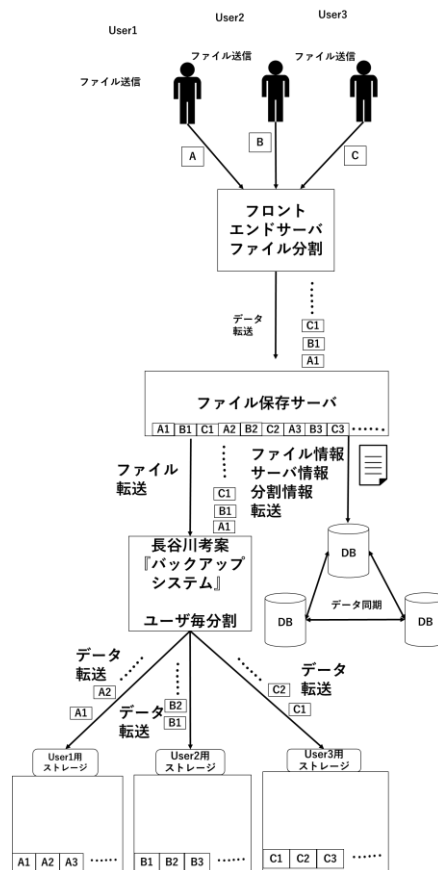 User1
User2
User3
ファイル送信
ファイル送信
ファイル送信
A
B
C
フロント
エンドサーバ
ファイル分割
データ
転送
C1
B1
A1
ファイル保存サーバ
A1 B1 C1 A2 B2 C2 A3 B3 C3 ……
ファイル
転送
C1
B1
A1
ファイル情報
サーバ情報
分割情報
転送
長谷川考案
『バックアップ
システム』
ユーザ毎分割
DB
DB
DB
データ同期
データ
転送
A2
A1
データ
転送
B2
B1
データ
転送
C2
C1
User1用
ストレージ
User2用
ストレージ
User3用
ストレージ
A1 A2 A3 ……
B1 B2 B3 ……
C1 C2 C3 ……